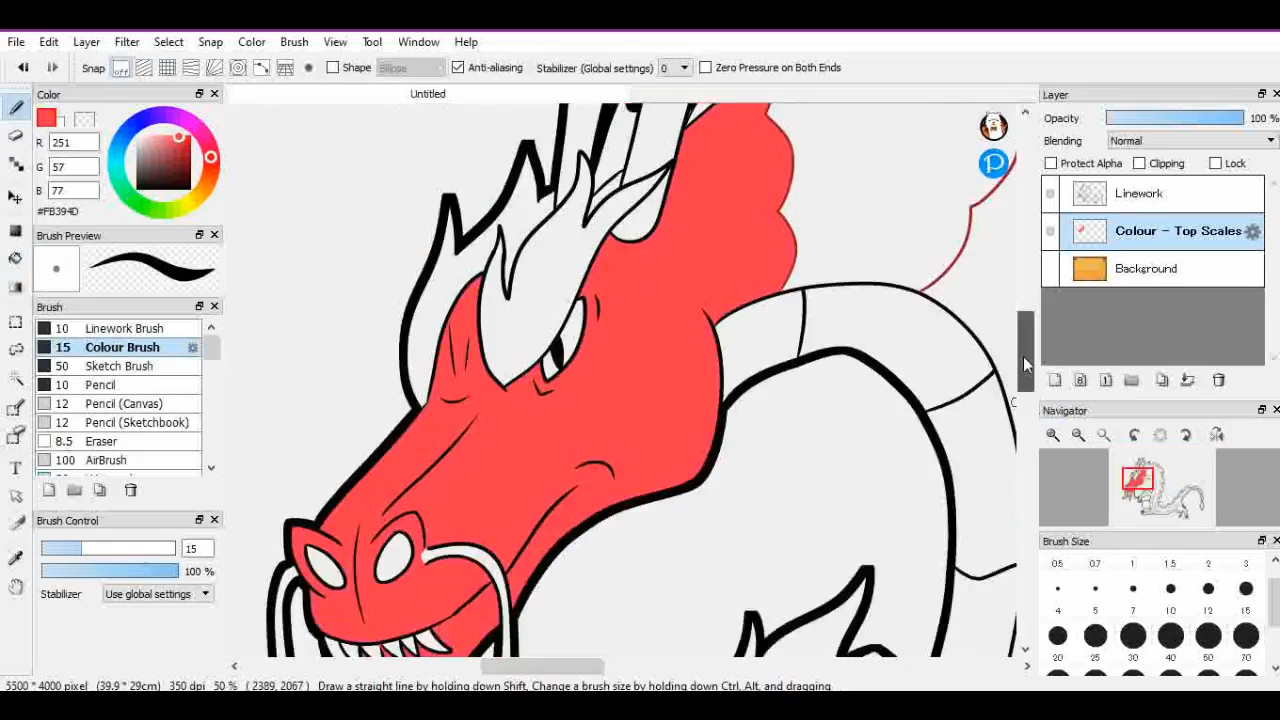 File Edit Layer Filter Select Snap Color Brush View Tool Window Help
Snap off Shape Ellipse Anti-aliasing Stabilizer (Global settings) 0 Zero Pressure on Both Ends
Color
Untitled
Layer
R 251
G 57
B 77
#FB394D
Opacity 100 %
Blending Normal
Protect Alpha Clipping Lock
Linework
Colour - Top Scales
Background
Brush Preview
Brush
10 Linework Brush
15 Colour Brush
50 Sketch Brush
10 Pencil
12 Pencil (Canvas)
12 Pencil (Sketchbook)
8.5 Eraser
100 AirBrush
Navigator
Brush Control
15
100 %
Stabilizer Use global settings
Brush Size
0.5 0.7 1 1.5 2 3
4 5 7 10 12 15
20 25 30 40 50 70
5500 * 4000 pixel (39.9 * 29cm) 350 dpi 50 % ( 2389, 2067 ) Draw a straight line by holding down Shift, Change a brush size by holding down Ctrl, Alt, and dragging